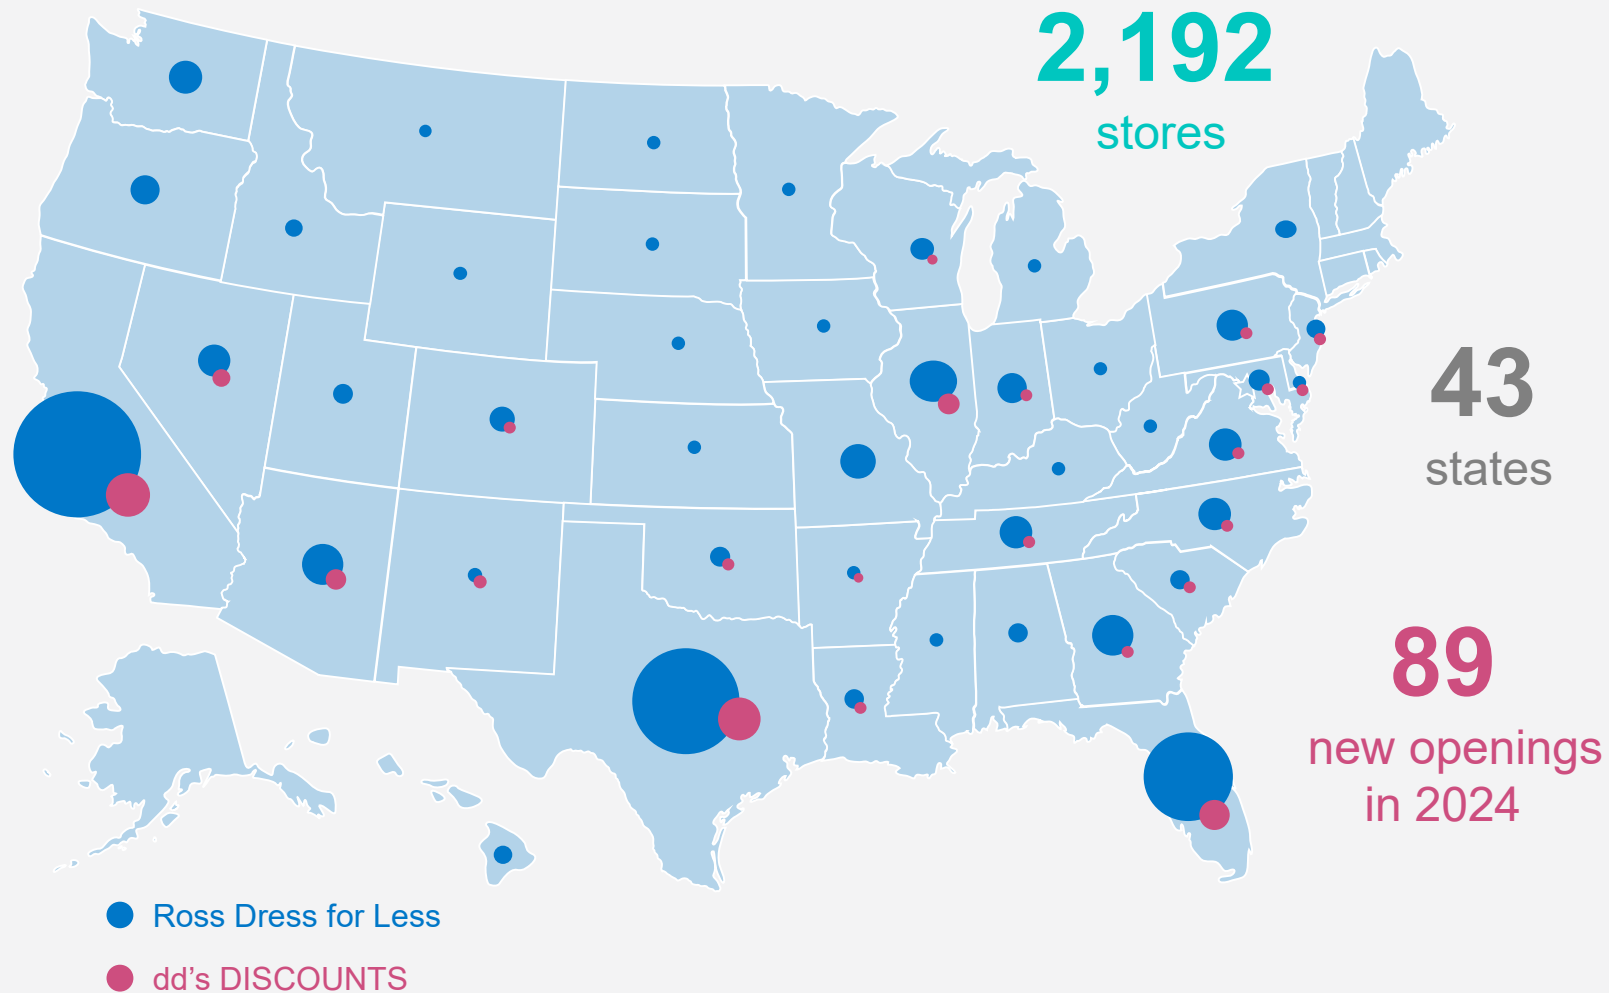 2,192
stores
43
states
89
new openings
in 2024
Ross Dress for Less
dd’s DISCOUNTS